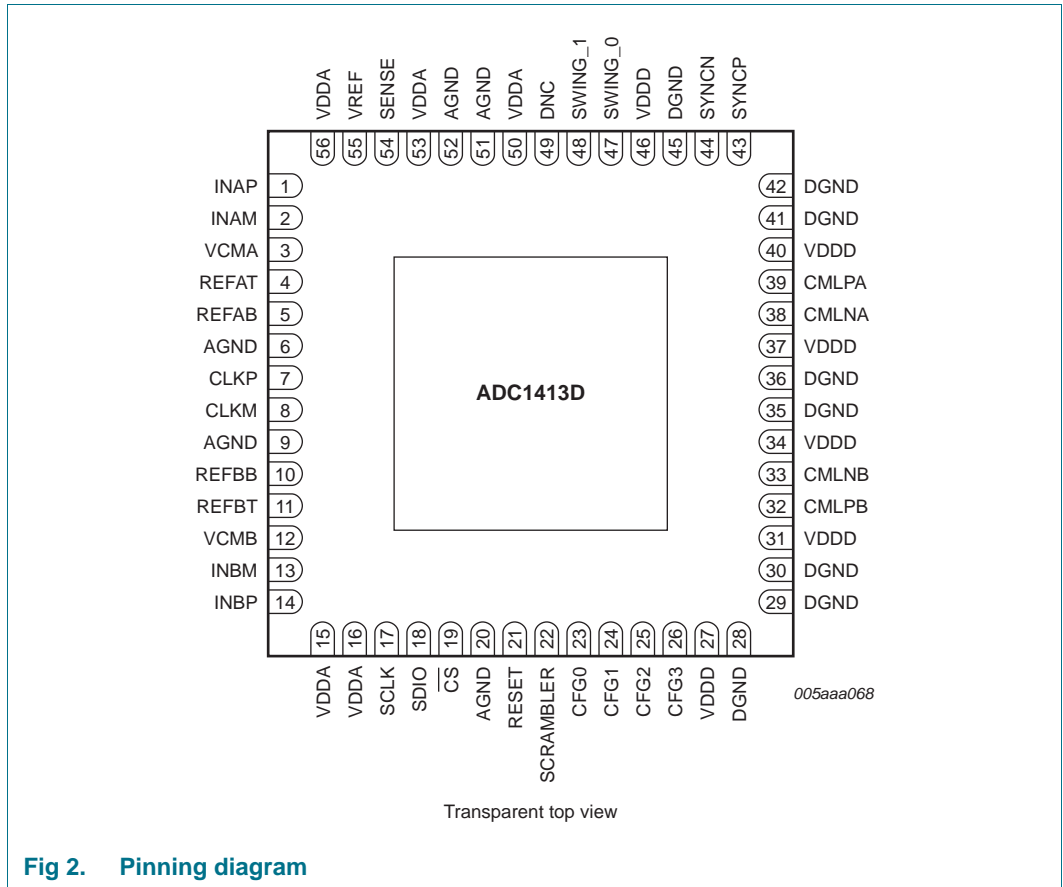 VDDA
VREF
SENSE
VDDA
AGND
AGND
VDDA
DNC
SWING_1
SWING_0
VDDD
DGND
SYNCN
SYNCP
56 55 54 53 52 51 50 49 48 47 46 45 44 43
INAP 1 42 DGND
INAM 2 41 DGND
VCMA 3 40 VDDD
REFAT 4 39 CMLPA
REFAB 5 38 CMLNA
AGND 6 37 VDDD
CLKP 7 36 DGND
ADC1413D
CLKM 8 35 DGND
AGND 9 34 VDDD
REFBB 10 33 CMLNB
REFBT 11 32 CMLPB
VCMB 12 31 VDDD
INBM 13 30 DGND
INBP 14 29 DGND
15 16 17 18 19 20 21 22 23 24 25 26 27 28
VDDA
VDDA
SCLK
SDIO
CS
AGND
RESET
SCRAMBLER
CFG0
CFG1
CFG2
CFG3
VDDD
DGND
005aaa068
Transparent top view
Fig 2. Pinning diagram